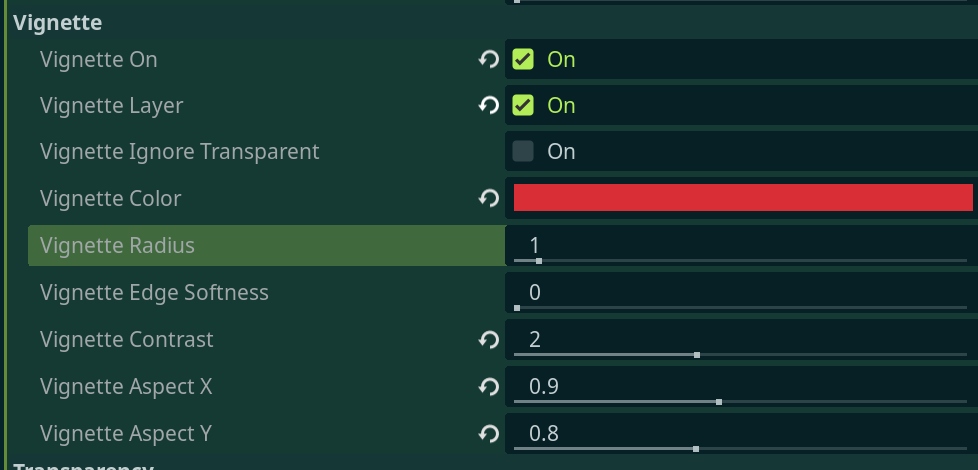 Vignette
Vignette On On
Vignette Layer On
Vignette Ignore Transparent On
Vignette Color
Vignette Radius 1
Vignette Edge Softness 0
Vignette Contrast 2
Vignette Aspect X 0.9
Vignette Aspect Y 0.8
Transparency